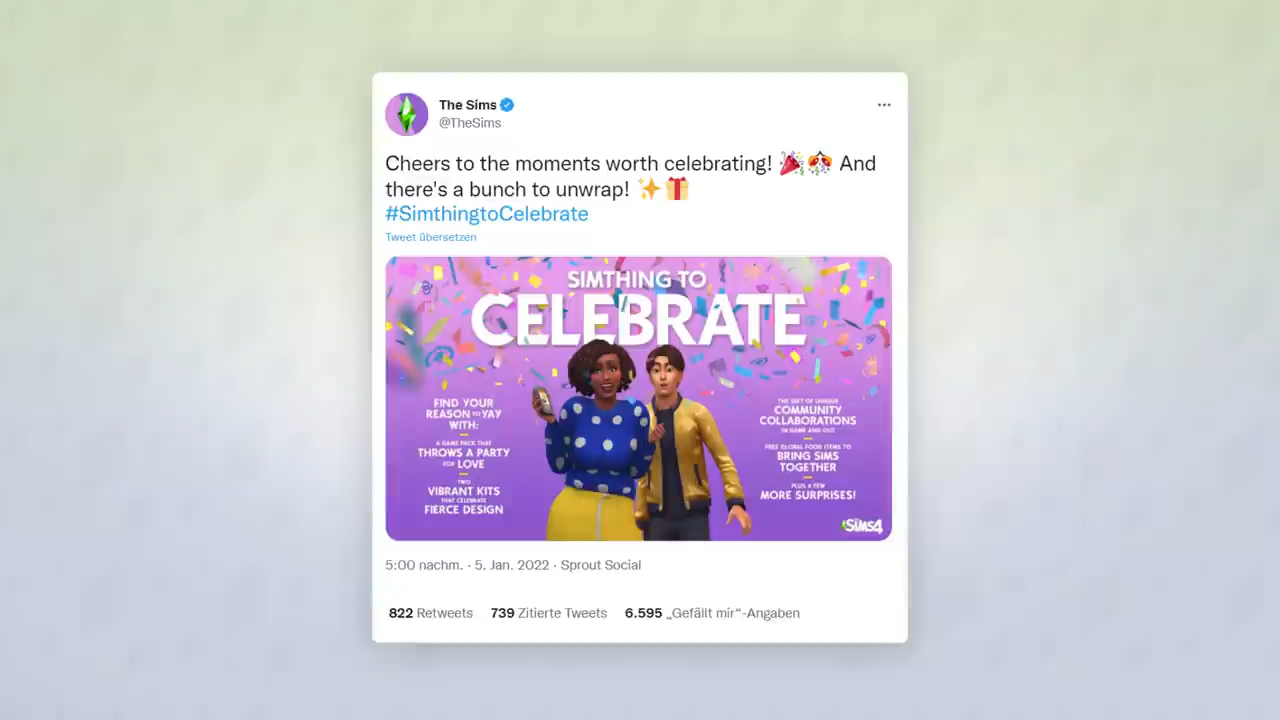 The Sims
@TheSims
Cheers to the moments worth celebrating! 🎉🎊 And
there's a bunch to unwrap! ✨🎁
#SimthingtoCelebrate
Tweet übersetzen
SIMTHING TO
CELEBRATE
FIND YOUR
REASON TO YAY
WITH:
A GAME PACK THAT
THROWS A PARTY
FOR LOVE
TWO
VIBRANT KITS
THAT CELEBRATE
FIERCE DESIGN
THE GIFT OF UNIQUE
COMMUNITY
COLLABORATIONS
IN GAME AND OUT
FREE GLOBAL FOOD ITEMS TO
BRING SIMS
TOGETHER
PLUS A FEW
MORE SURPRISES!
THE SIMS 4
5:00 nachm. · 5. Jan. 2022 · Sprout Social
822 Retweets 739 Zitierte Tweets 6.595 „Gefällt mir“-Angaben